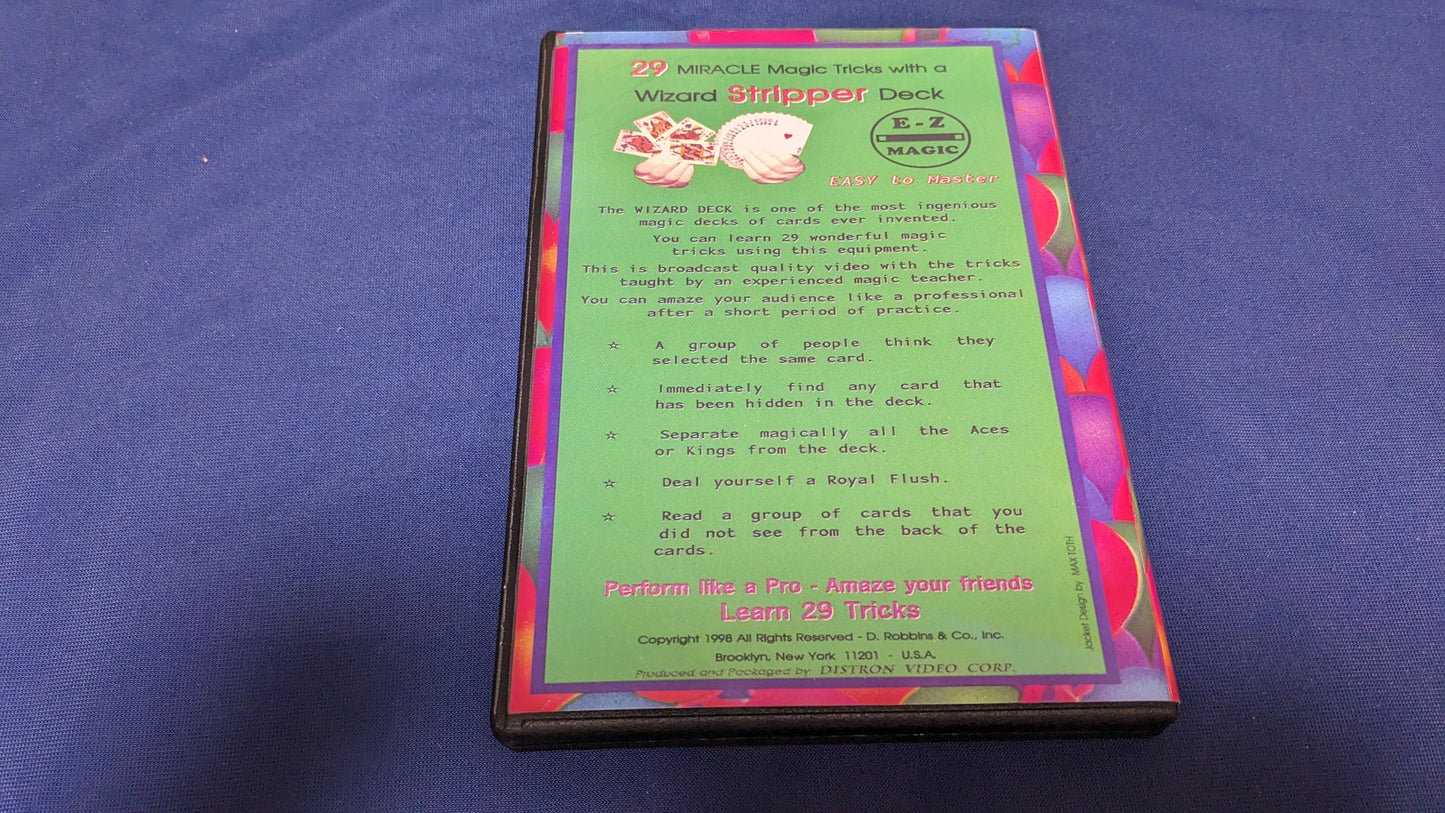 29 MIRACLE Magic Tricks with a
Wizard Stripper Deck
E-Z
MAGIC
EASY to Master
The WIZARD DECK is one of the most ingenious
magic decks of cards ever invented.
You can learn 29 wonderful magic
tricks using this equipment.
This is broadcast quality video with the tricks
taught by an experienced magic teacher.
You can amaze your audience like a professional
after a short period of practice.
☆ A group of people think they
selected the same card.
☆ Immediately find any card that
has been hidden in the deck.
☆ Separate magically all the Aces
or Kings from the deck.
☆ Deal yourself a Royal Flush.
☆ Read a group of cards that you
did not see from the back of the
cards.
Perform like a Pro - Amaze your friends
Learn 29 Tricks
Copyright 1998 All Rights Reserved - D. Robbins & Co., Inc.
Brooklyn, New York 11201 - U.S.A.
Produced and Packaged by DISTRON VIDEO CORP.
Jacket Design by MAX TOTH